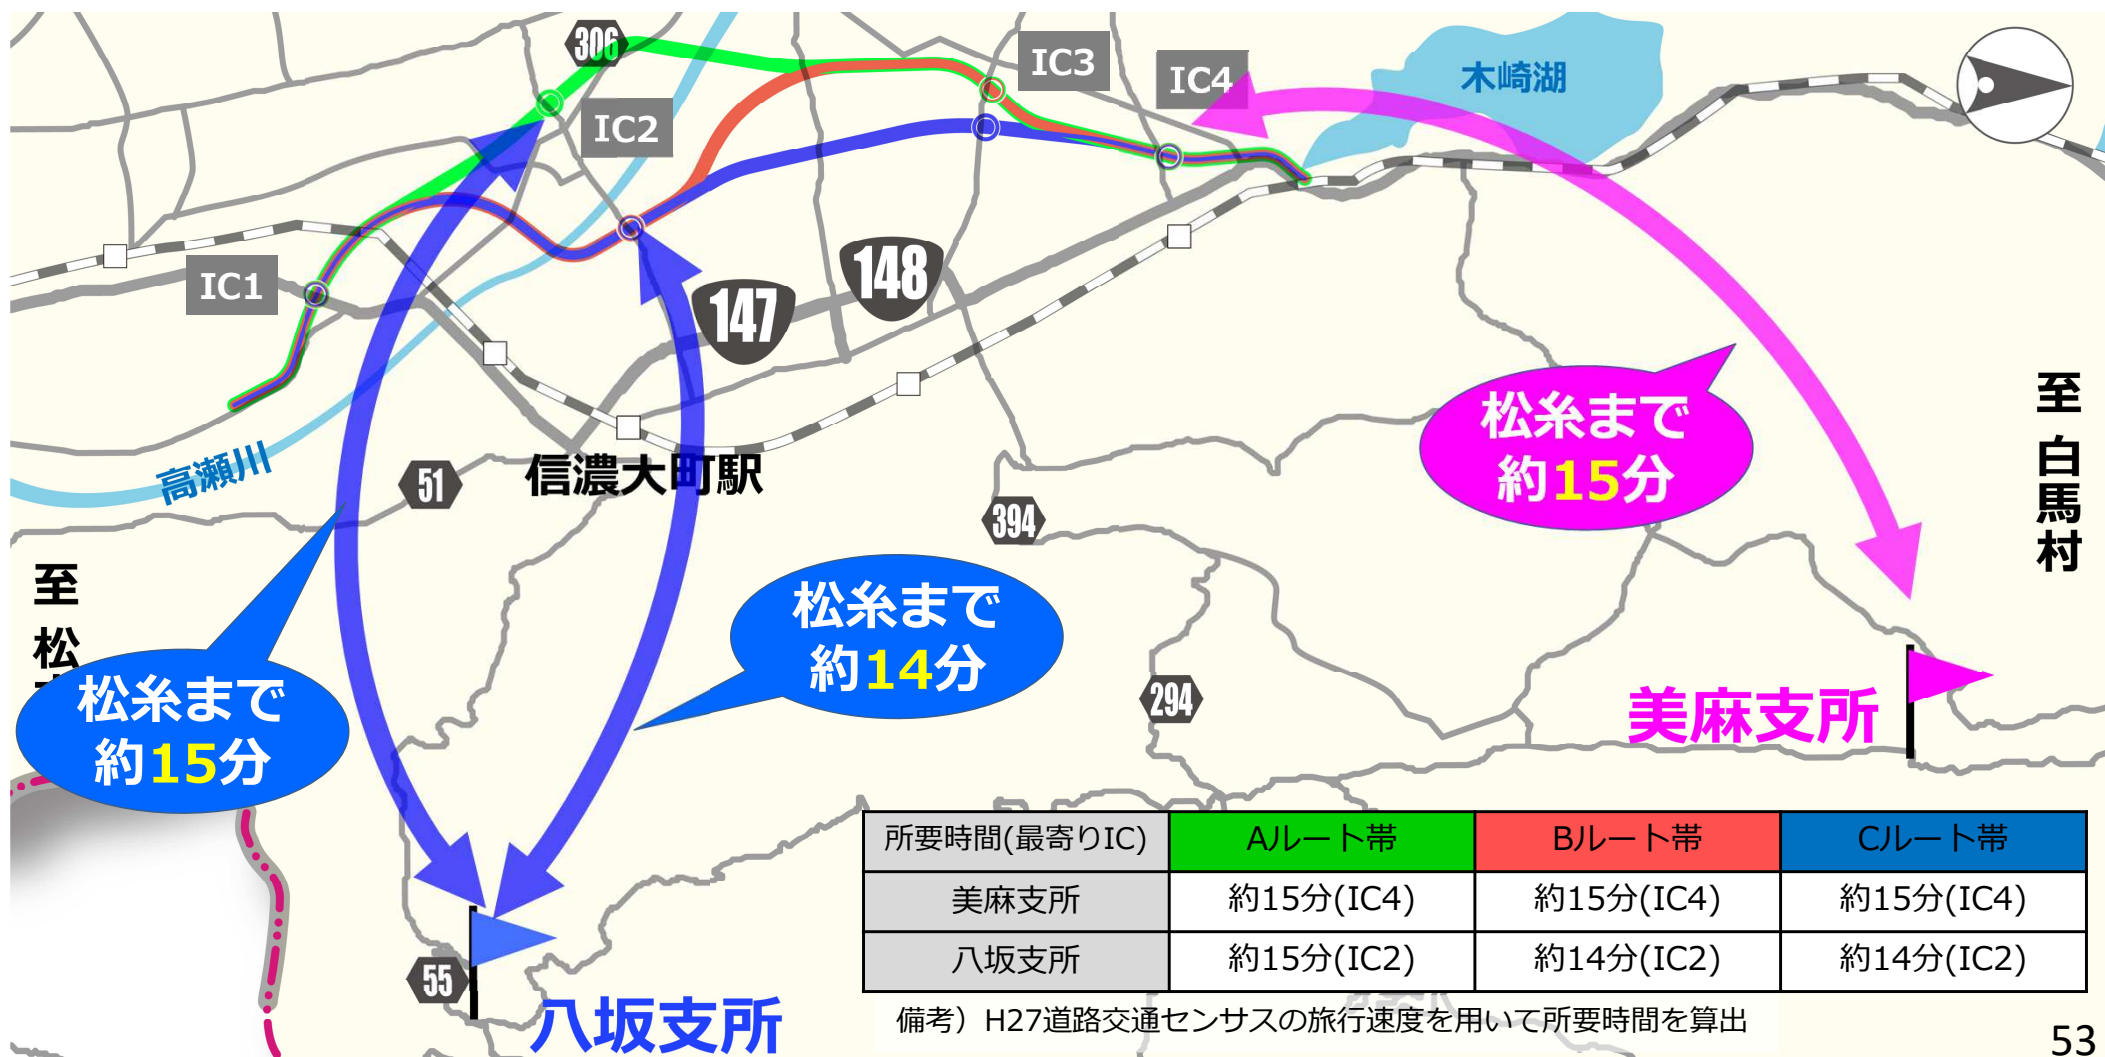 306
IC3
IC4
木崎湖
IC2
IC1
148
147
至 白馬村
松糸まで
約15分
高瀬川
51
信濃大町駅
394
至 松
松糸まで
約14分
松糸まで
約15分
294
美麻支所
所要時間(最寄りIC) Aルート帯 Bルート帯 Cルート帯
美麻支所 約15分(IC4) 約15分(IC4) 約15分(IC4)
八坂支所 約15分(IC2) 約14分(IC2) 約14分(IC2)
55
八坂支所
備考）H27道路交通センサスの旅行速度を用いて所要時間を算出
53